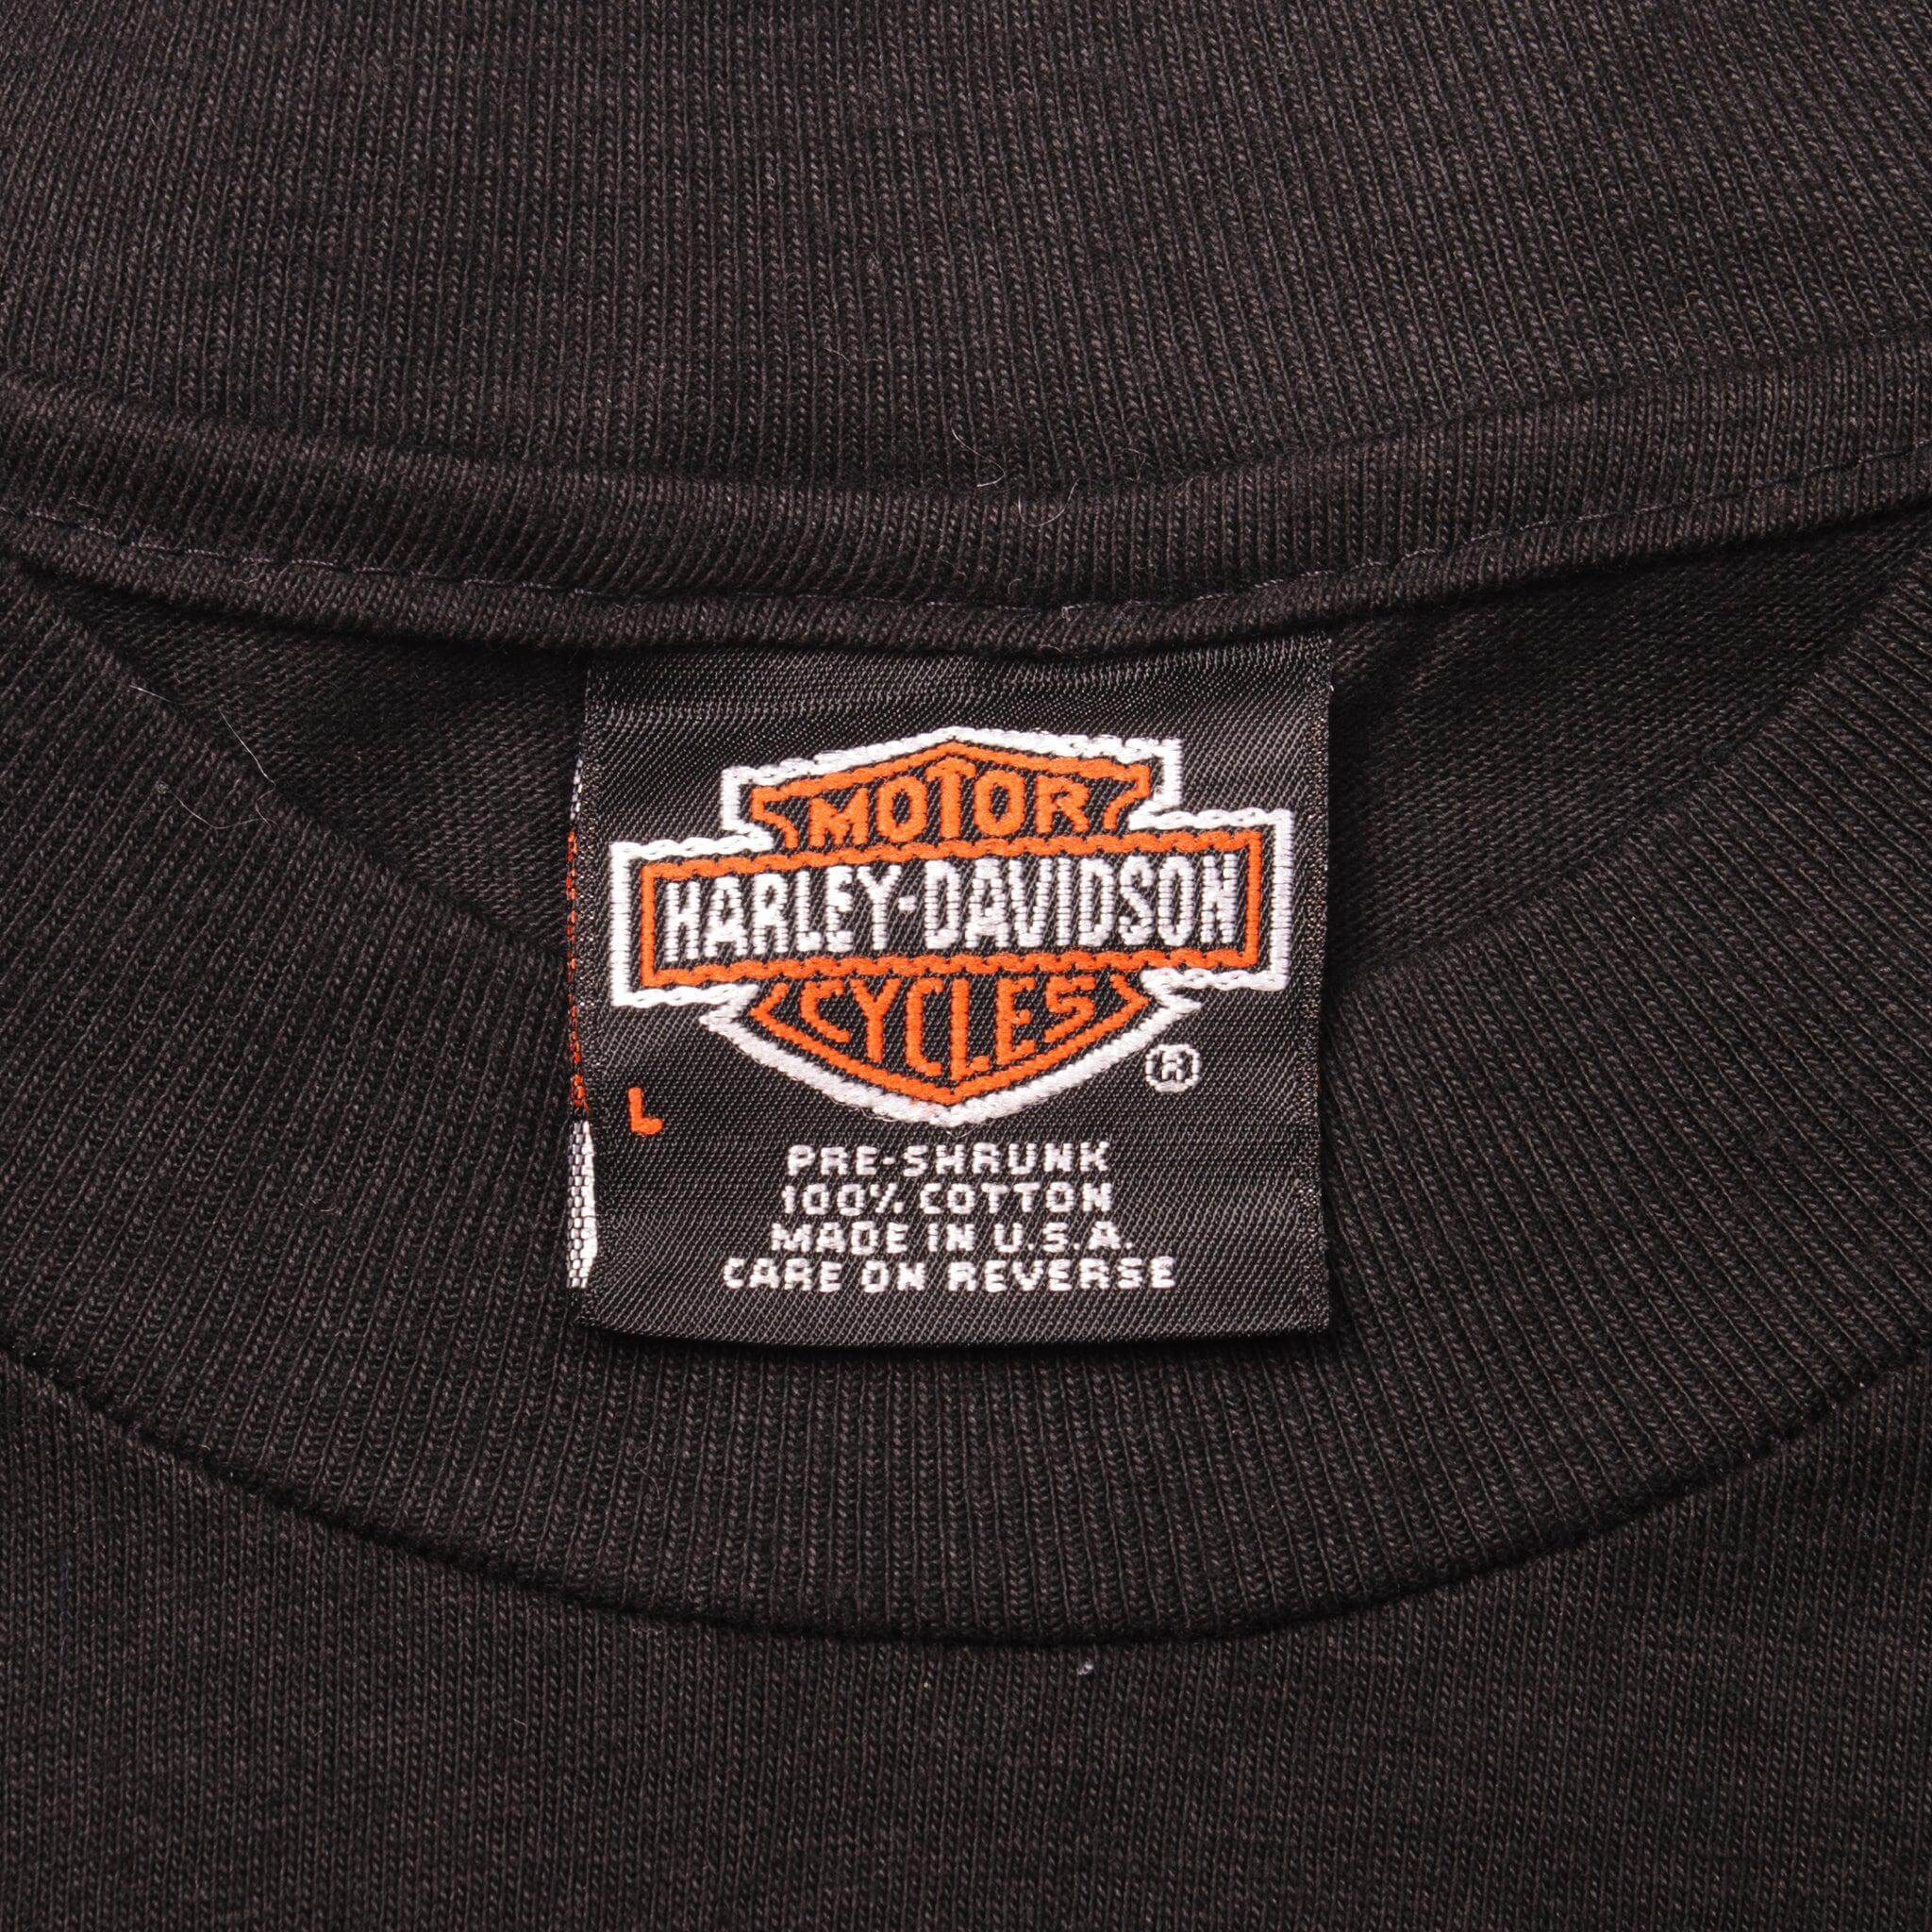 MOTOR
HARLEY-DAVIDSON
CYCLES
®
L
PRE-SHRUNK
100% COTTON
MADE IN U.S.A.
CARE ON REVERSE